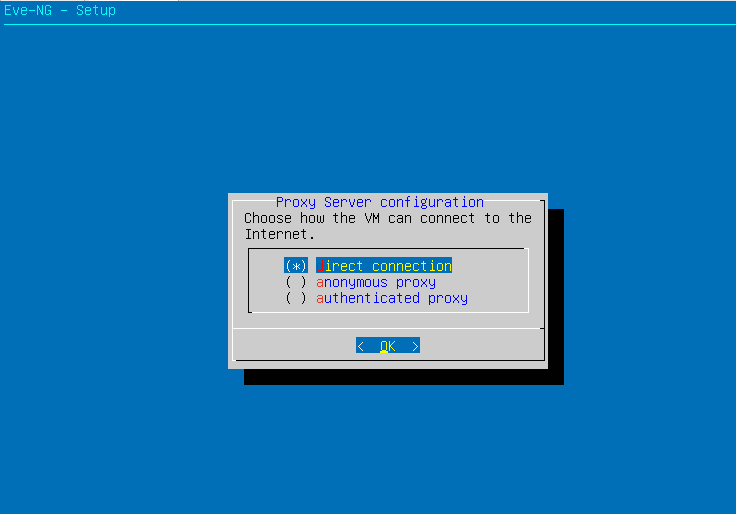 Eve-NG - Setup
Proxy Server configuration
Choose how the VM can connect to the
Internet.
(*) direct connection
( ) anonymous proxy
( ) authenticated proxy
< OK >